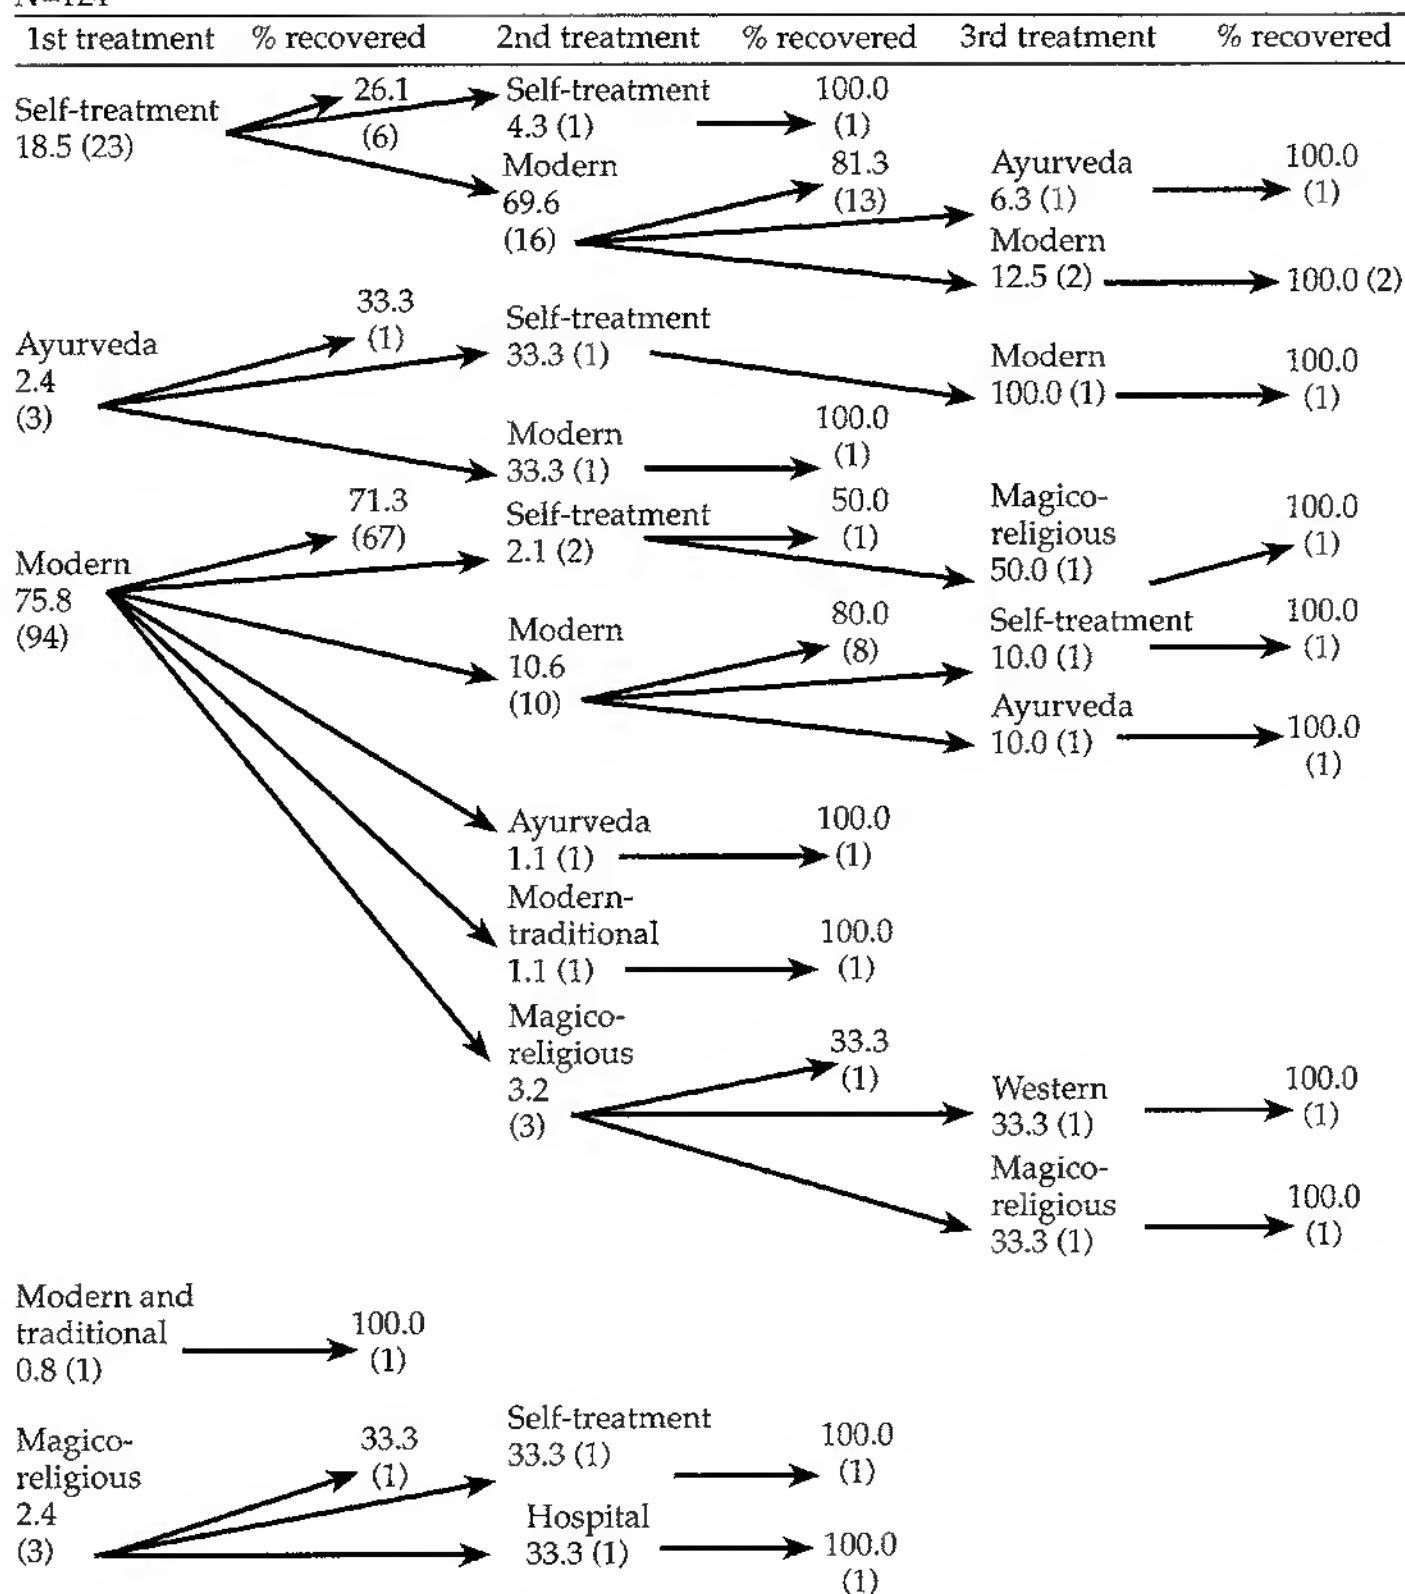 N=124
1st treatment % recovered 2nd treatment % recovered 3rd treatment % recovered
Self-treatment
18.5 (23)
26.1
(6)
Self-treatment
4.3 (1)
100.0
(1)
Modern
69.6
(16)
81.3
(13)
Ayurveda
6.3 (1)
100.0
(1)
Modern
12.5 (2)
100.0 (2)
Ayurveda
2.4
(3)
33.3
(1)
Self-treatment
33.3 (1)
Modern
100.0 (1)
100.0
(1)
Modern
33.3 (1)
100.0
(1)
Modern
75.8
(94)
71.3
(67)
Self-treatment
2.1 (2)
50.0
(1)
Magico-
religious
50.0 (1)
100.0
(1)
Modern
10.6
(10)
80.0
(8)
Self-treatment
10.0 (1)
100.0
(1)
Ayurveda
10.0 (1)
100.0
(1)
Ayurveda
1.1 (1)
100.0
(1)
Modern-
traditional
1.1 (1)
100.0
(1)
Magico-
religious
3.2
(3)
33.3
(1)
Western
33.3 (1)
100.0
(1)
Magico-
religious
33.3 (1)
100.0
(1)
Modern and
traditional
0.8 (1)
100.0
(1)
Magico-
religious
2.4
(3)
33.3
(1)
Self-treatment
33.3 (1)
100.0
(1)
Hospital
33.3 (1)
100.0
(1)